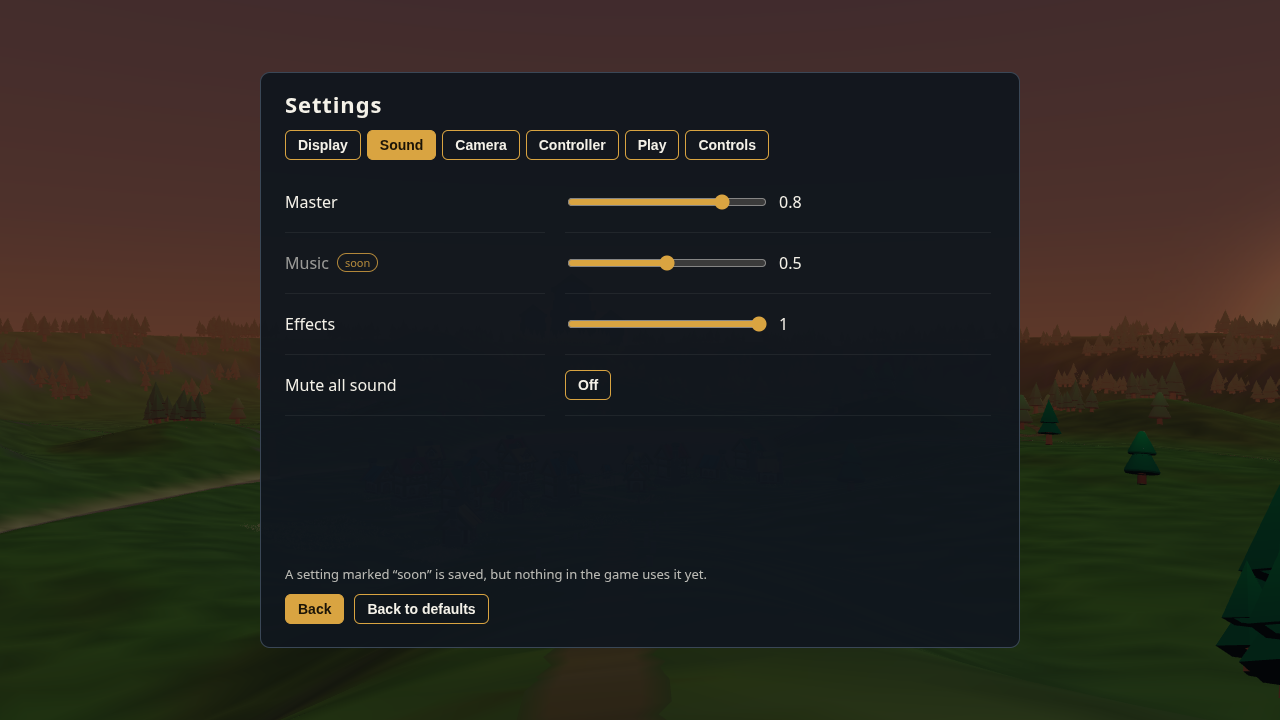 Settings
Display Sound Camera Controller Play Controls
Master 0.8
Music soon 0.5
Effects 1
Mute all sound Off
A setting marked “soon” is saved, but nothing in the game uses it yet.
Back Back to defaults